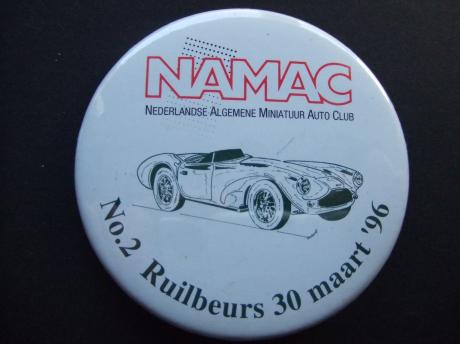 NAMAC
NEDERLANDSE ALGEMENE MINIATUUR AUTO CLUB
No.2 Ruilbeurs 30 maart '96